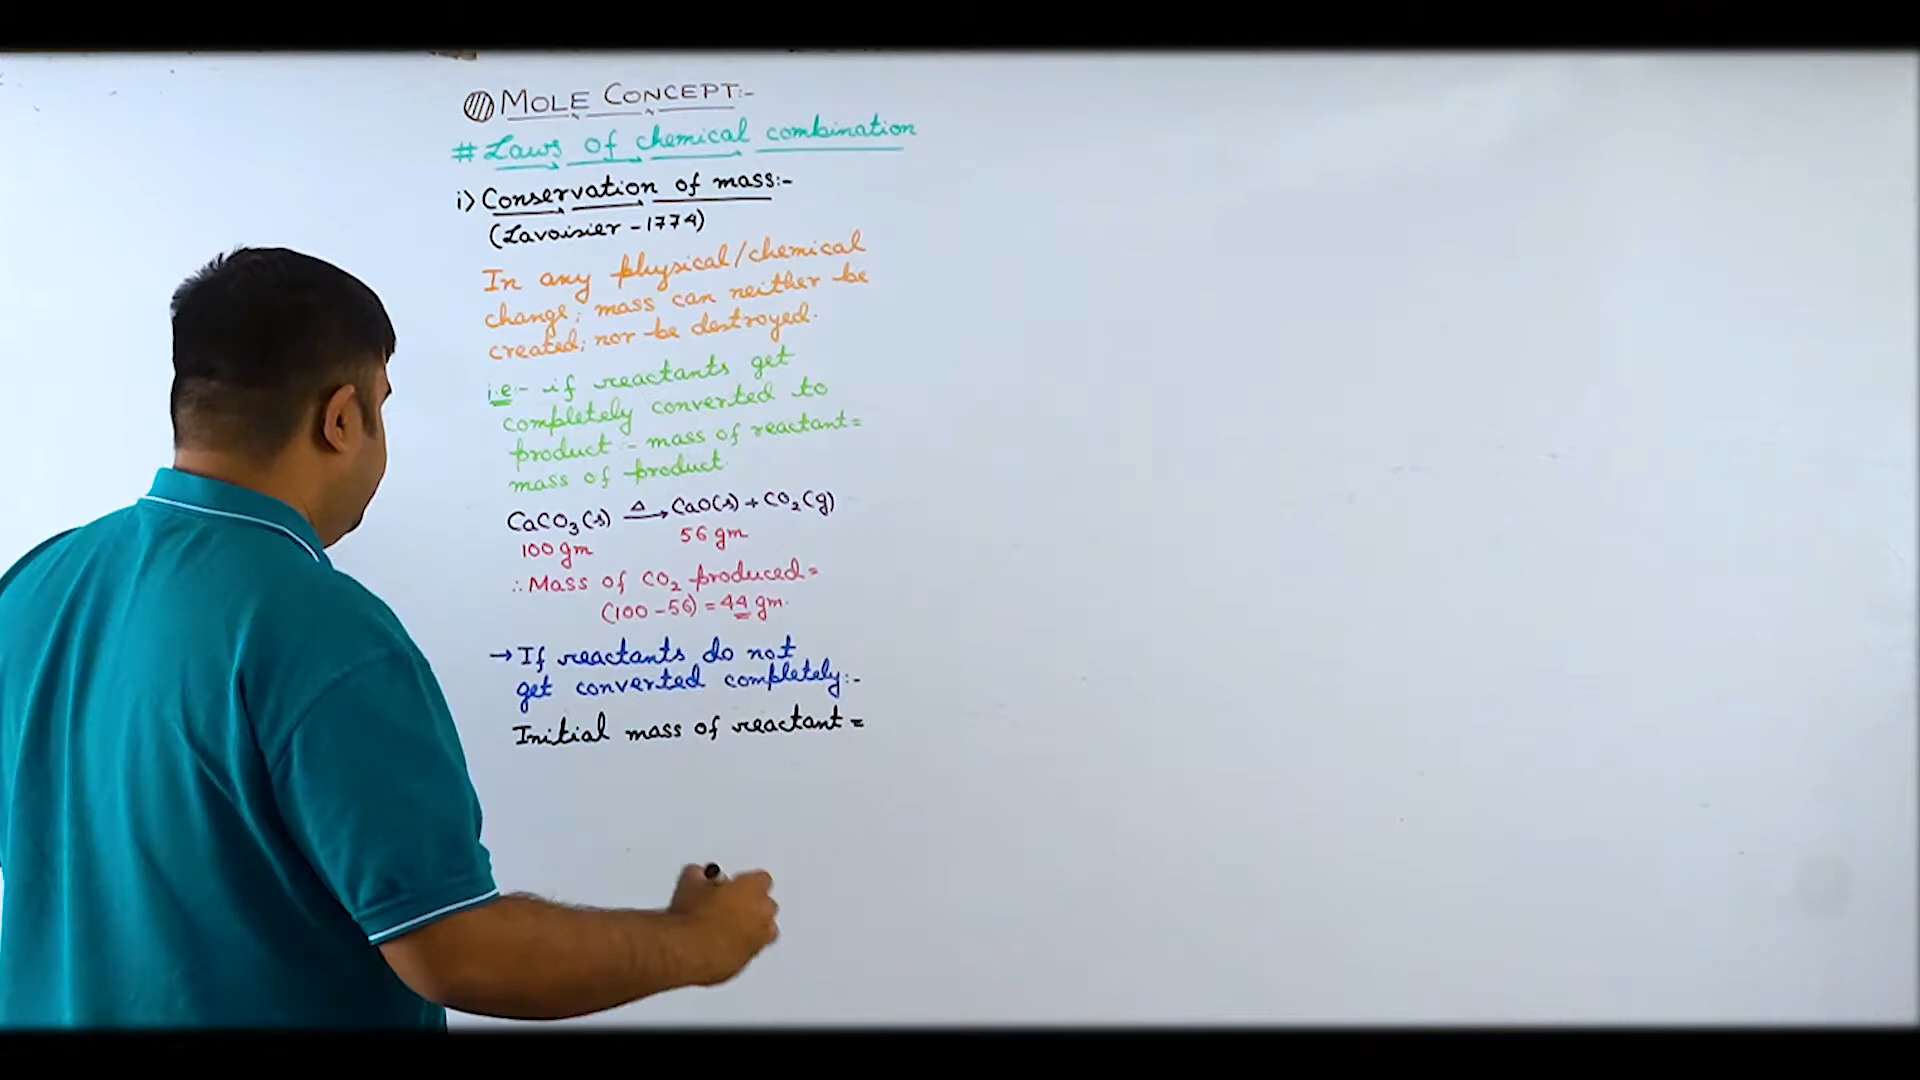 MOLE CONCEPT:-
# Laws of chemical combination
i) Conservation of mass:-
(Lavoisier - 1774)
In any physical/chemical
change; mass can neither be
created; nor be destroyed.
i.e:- if reactants get
completely converted to
product:- mass of reactant=
mass of product.
CaCO₃(s) Δ→ CaO(s) + CO₂(g)
100 gm 56 gm
∴ Mass of CO₂ produced=
(100-56) = 44 gm.
→ If reactants do not
get converted completely:-
Initial mass of reactant =